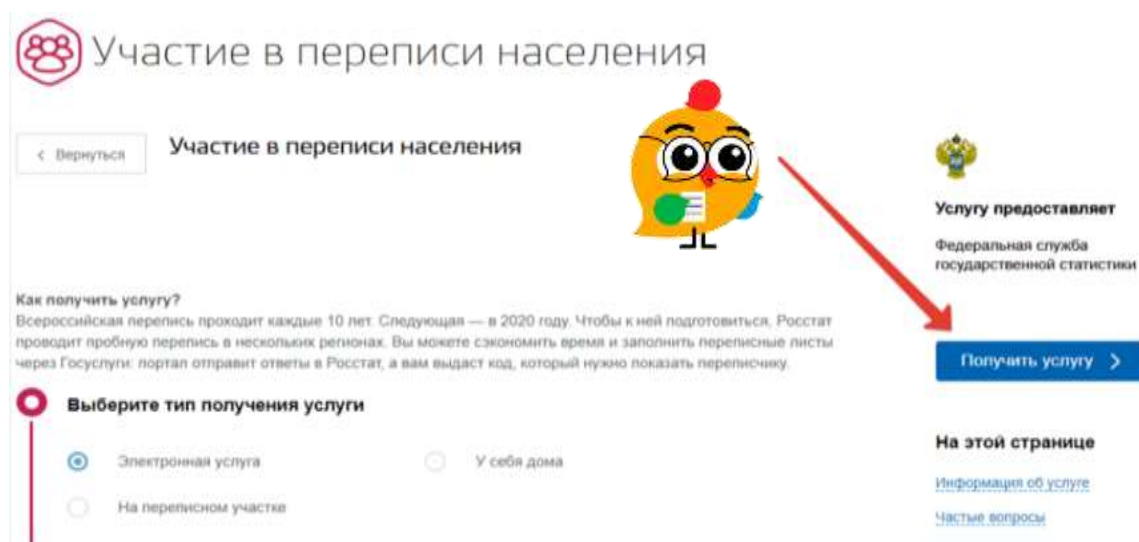 Участие в переписи населения
Вернуться
Участие в переписи населения
Услугу предоставляет
Федеральная служба
государственной статистики
Как получить услугу?
Всероссийская перепись проходит каждые 10 лет. Следующая — в 2020 году. Чтобы к ней подготовиться, Росстат
проводит пробную перепись в нескольких регионах. Вы можете сэкономить время и заполнить переписные листы
через Госуслуги: портал отправит ответы в Росстат, а вам выдаст код, который нужно показать переписчику.
Получить услугу
Выберите тип получения услуги
Электронная услуга
У себя дома
На переписном участке
На этой странице
Информация об услуге
Частые вопросы